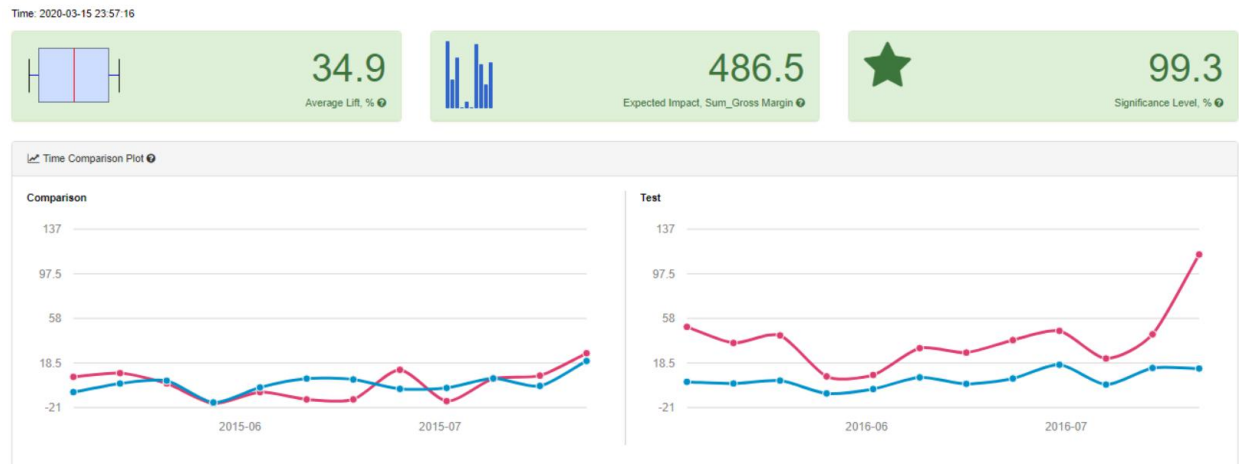 Time: 2020-03-15 23:57:16
34.9
Average Lift, %
486.5
Expected Impact, Sum_Gross Margin
99.3
Significance Level, %
Time Comparison Plot
Comparison
137
97.5
58
18.5
-21
2015-06 2015-07
Test
137
97.5
58
18.5
-21
2016-06 2016-07